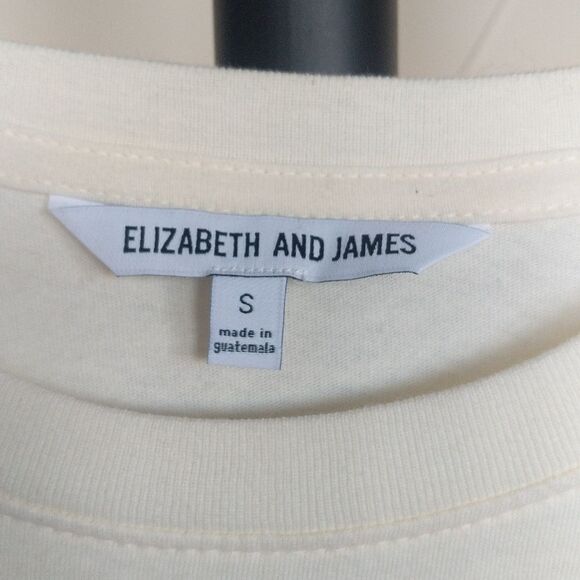 ELIZABETH AND JAMES
S
made in
guatemala